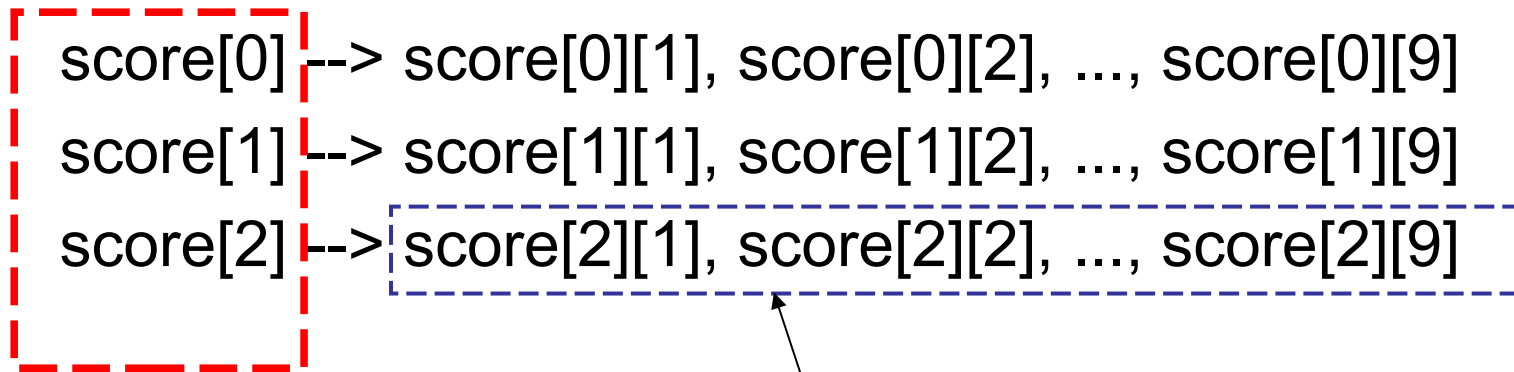 score[0] --> score[0][1], score[0][2], ..., score[0][9]
score[1] --> score[1][1], score[1][2], ..., score[1][9]
score[2] --> score[2][1], score[2][2], ..., score[2][9]